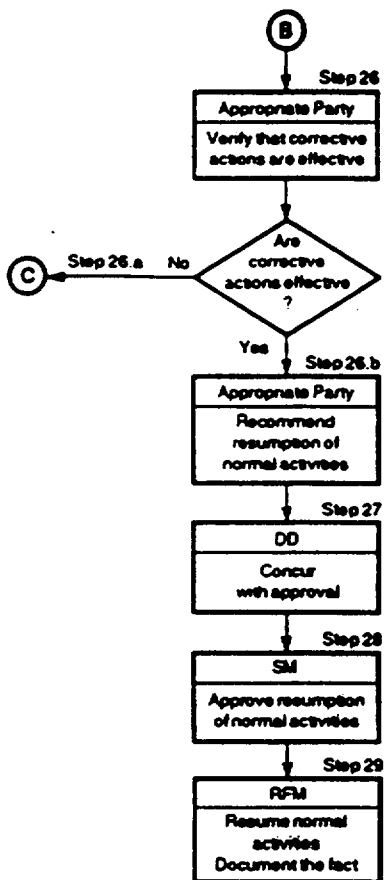 B
Step 26
Appropriate Party
Verify that corrective
actions are effective
Are
corrective
actions effective
?
Step 26.a No
C
Yes
Step 26.b
Appropriate Party
Recommend
resumption of
normal activities
Step 27
DD
Concur
with approval
Step 28
SM
Approve resumption
of normal activities
Step 29
RFM
Resume normal
activities
Document the fact